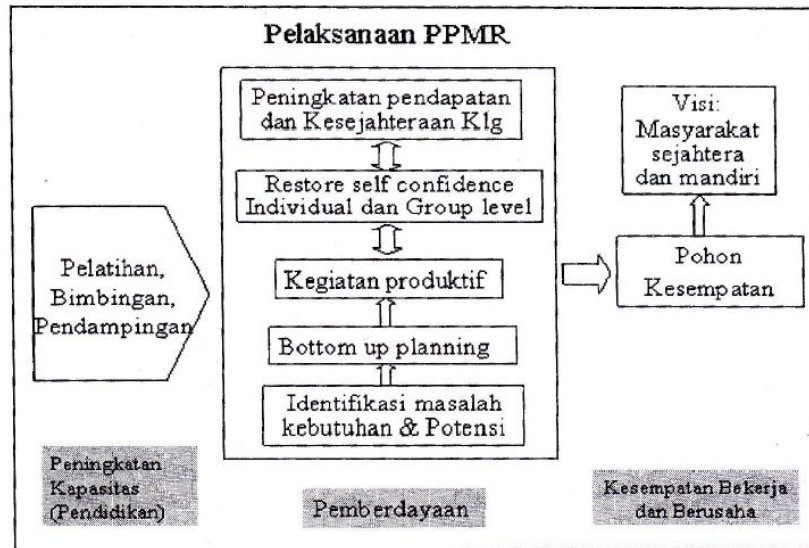 Pelaksanaan PPMR
Pelatihan,
Bimbingan,
Pendampingan
Peningkatan pendapatan
dan Kesejahteraan Klg
Restore self confidence
Individual dan Group level
Kegiatan produktif
Bottom up planning
Identifikasi masalah
kebutuhan & Potensi
Visi:
Masyarakat
sejahtera
dan mandiri
Pohon
Kesempatan
Peningkatan
Kapasitas
(Pendidikan)
Pemberdayaan
Kesempatan Bekerja
dan Berusaha